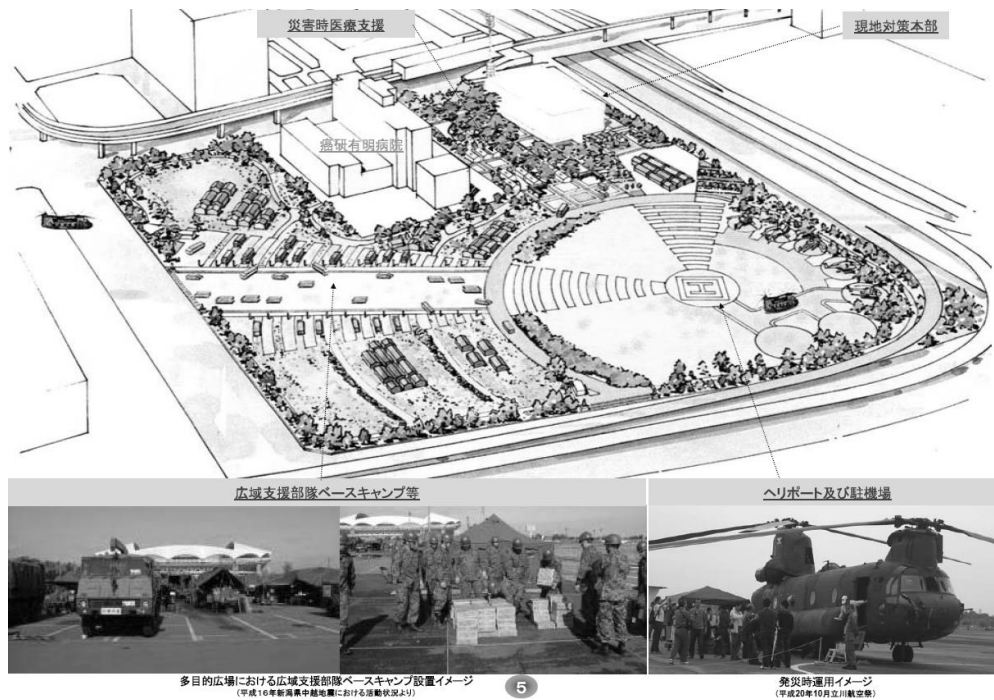 災害時医療支援
現地対策本部
癌研有明病院
H
広域支援部隊ベースキャンプ等
ヘリポート及び駐機場
多目的広場における広域支援部隊ベースキャンプ設置イメージ
(平成16年新潟県中越地震における活動状況より)
5
発災時運用イメージ
(平成20年10月立川航空祭)